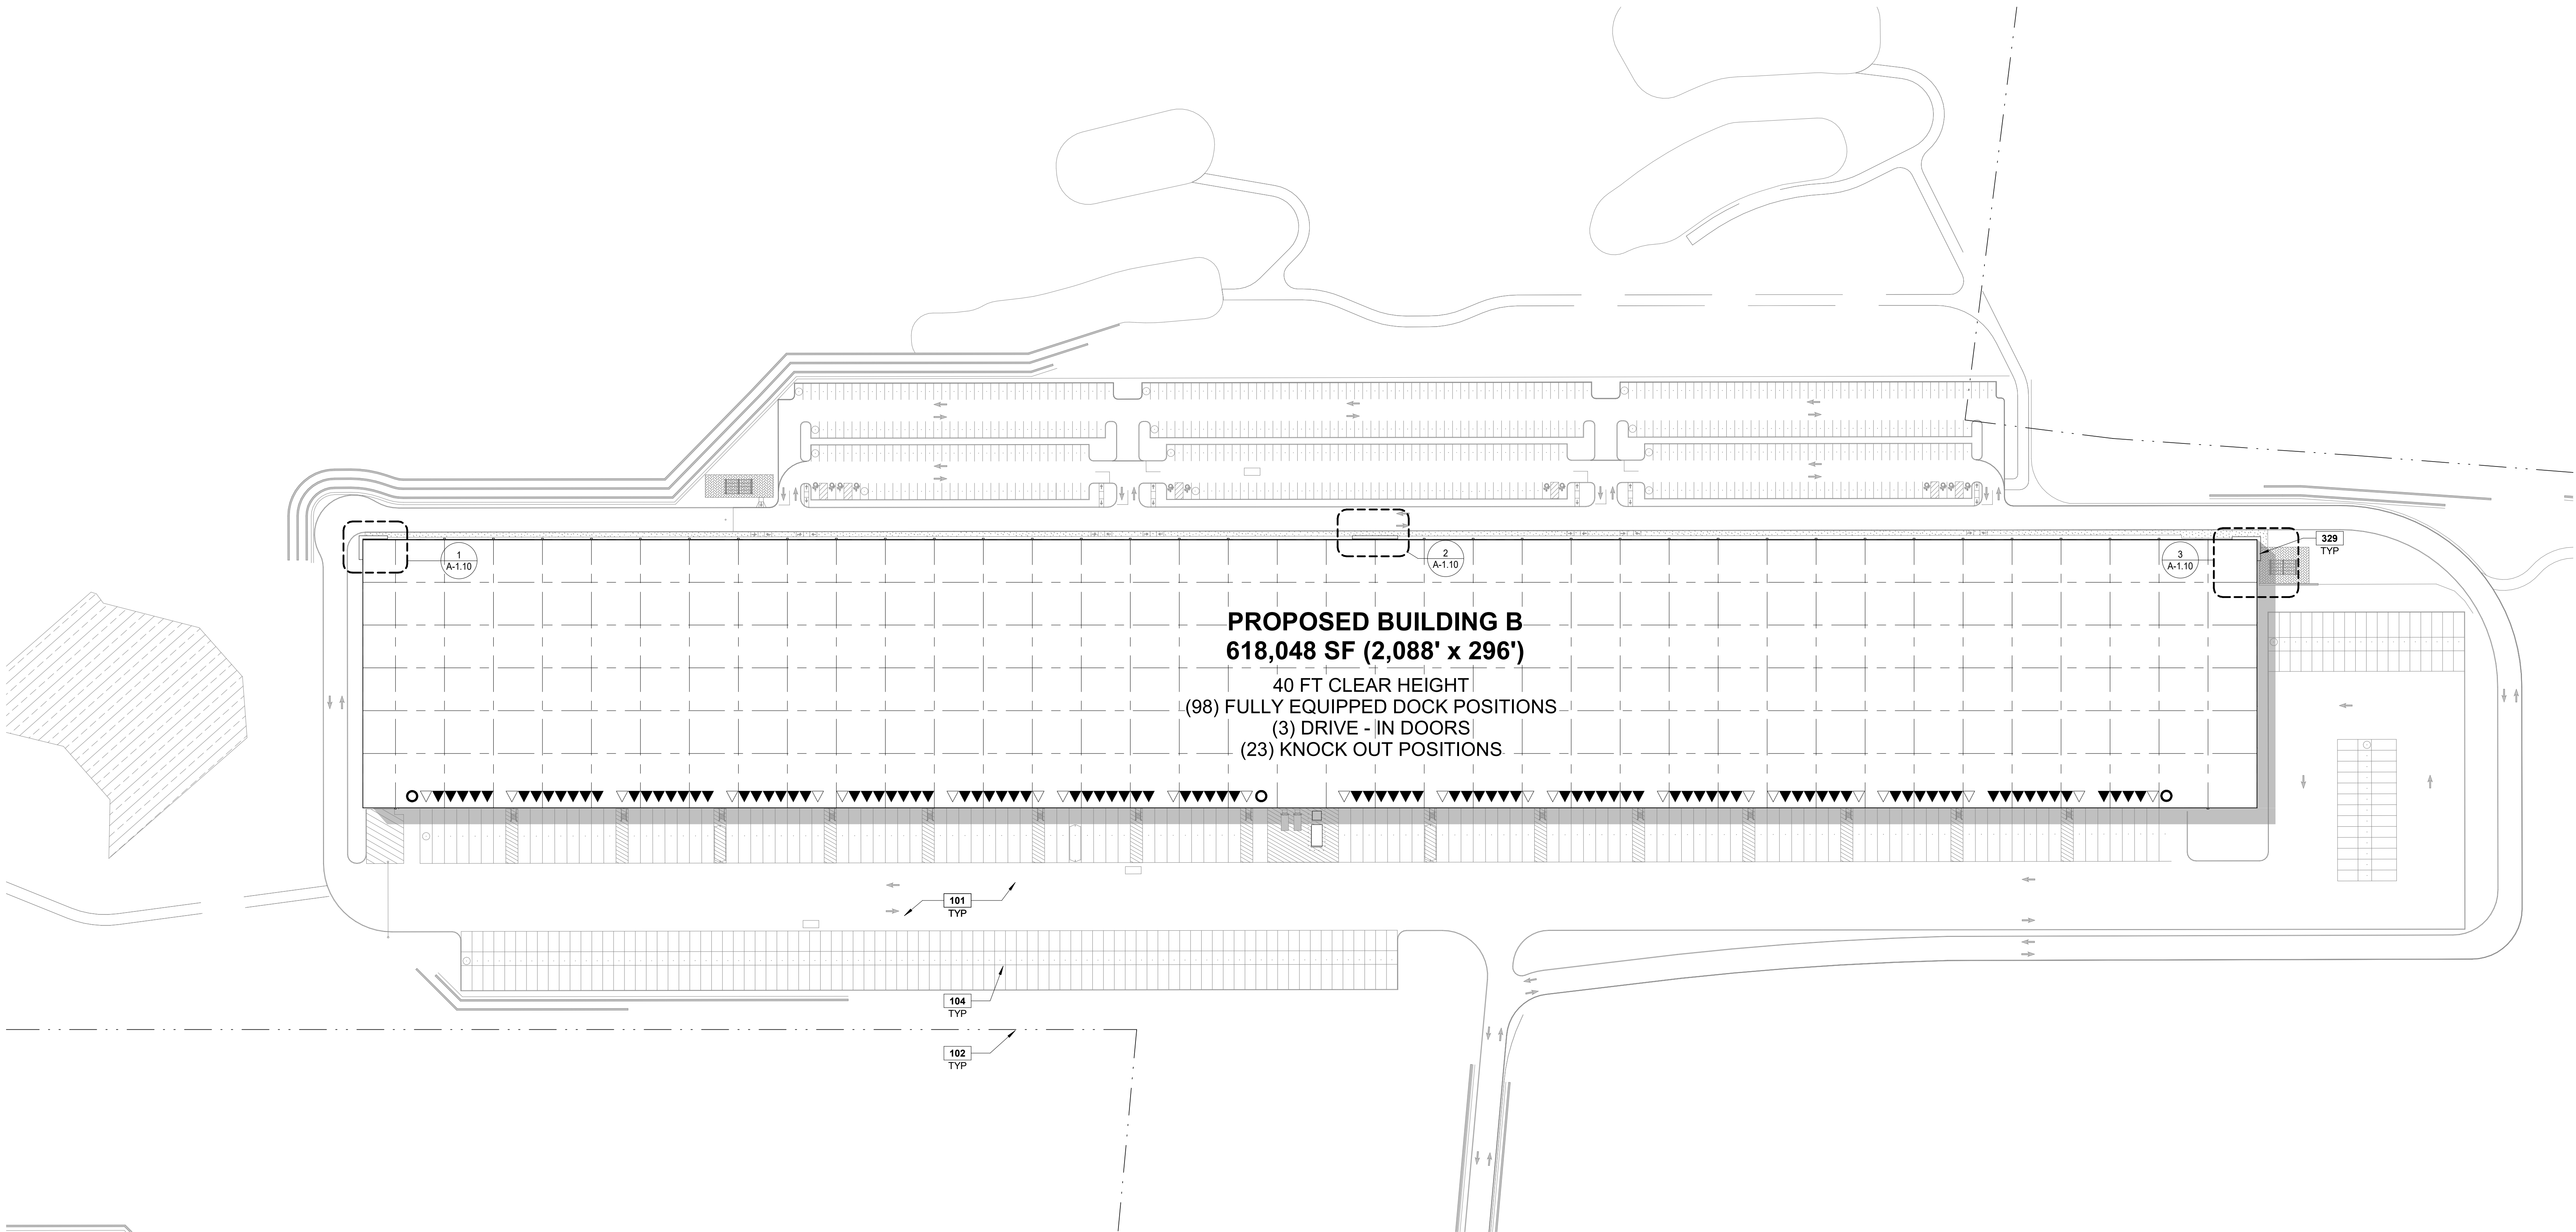 1
A-1.10
2
A-1.10
3
A-1.10
329
TYP
PROPOSED BUILDING B
618,048 SF (2,088' x 296')
40 FT CLEAR HEIGHT
(98) FULLY EQUIPPED DOCK POSITIONS
(3) DRIVE - IN DOORS
(23) KNOCK OUT POSITIONS
101
TYP
104
TYP
102
TYP